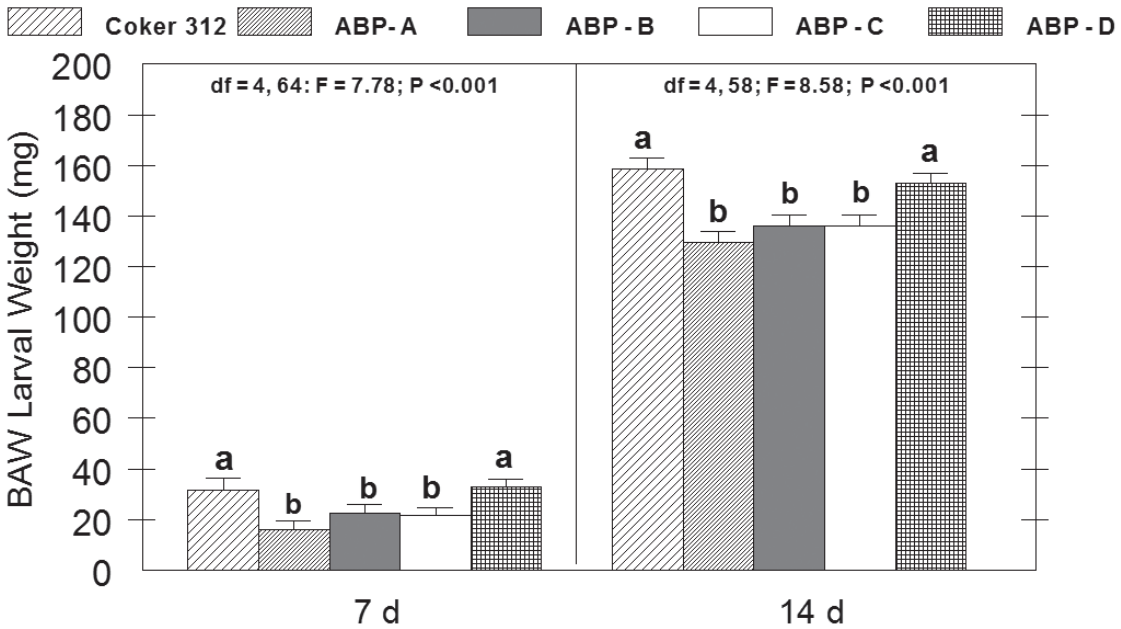 Coker 312 ABP-A ABP-B ABP-C ABP-D
df = 4, 64: F = 7.78; P <0.001 df = 4, 58; F = 8.58; P <0.001
BAW Larval Weight (mg)
200
180
160
140
120
100
80
60
40
20
0
a b b b a
a b b b a
7 d 14 d